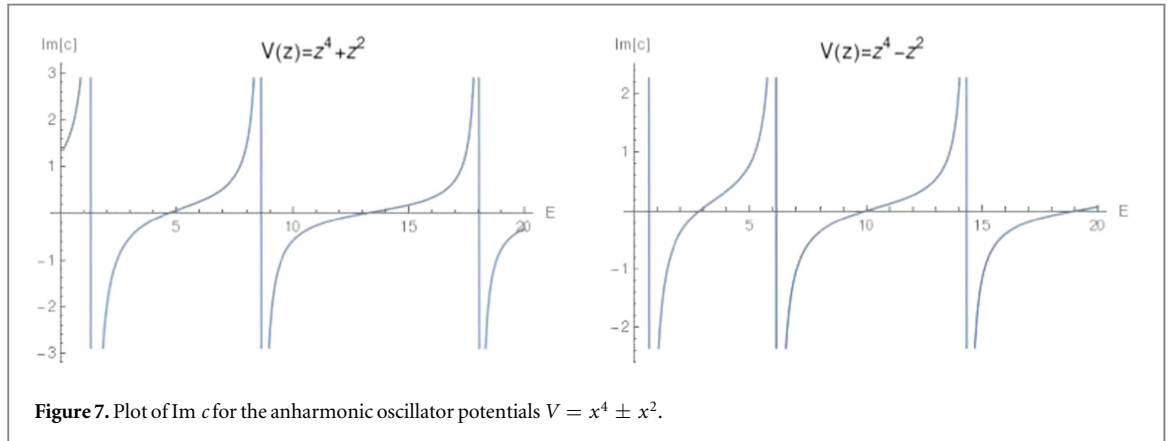 Im[c]
V(z)=z⁴+z²
3
2
1
5
10
15
20
E
-1
-2
-3
Im[c]
V(z)=z⁴-z²
2
1
5
10
15
20
E
-1
-2
Figure 7. Plot of Im c for the anharmonic oscillator potentials V = x⁴ ± x².